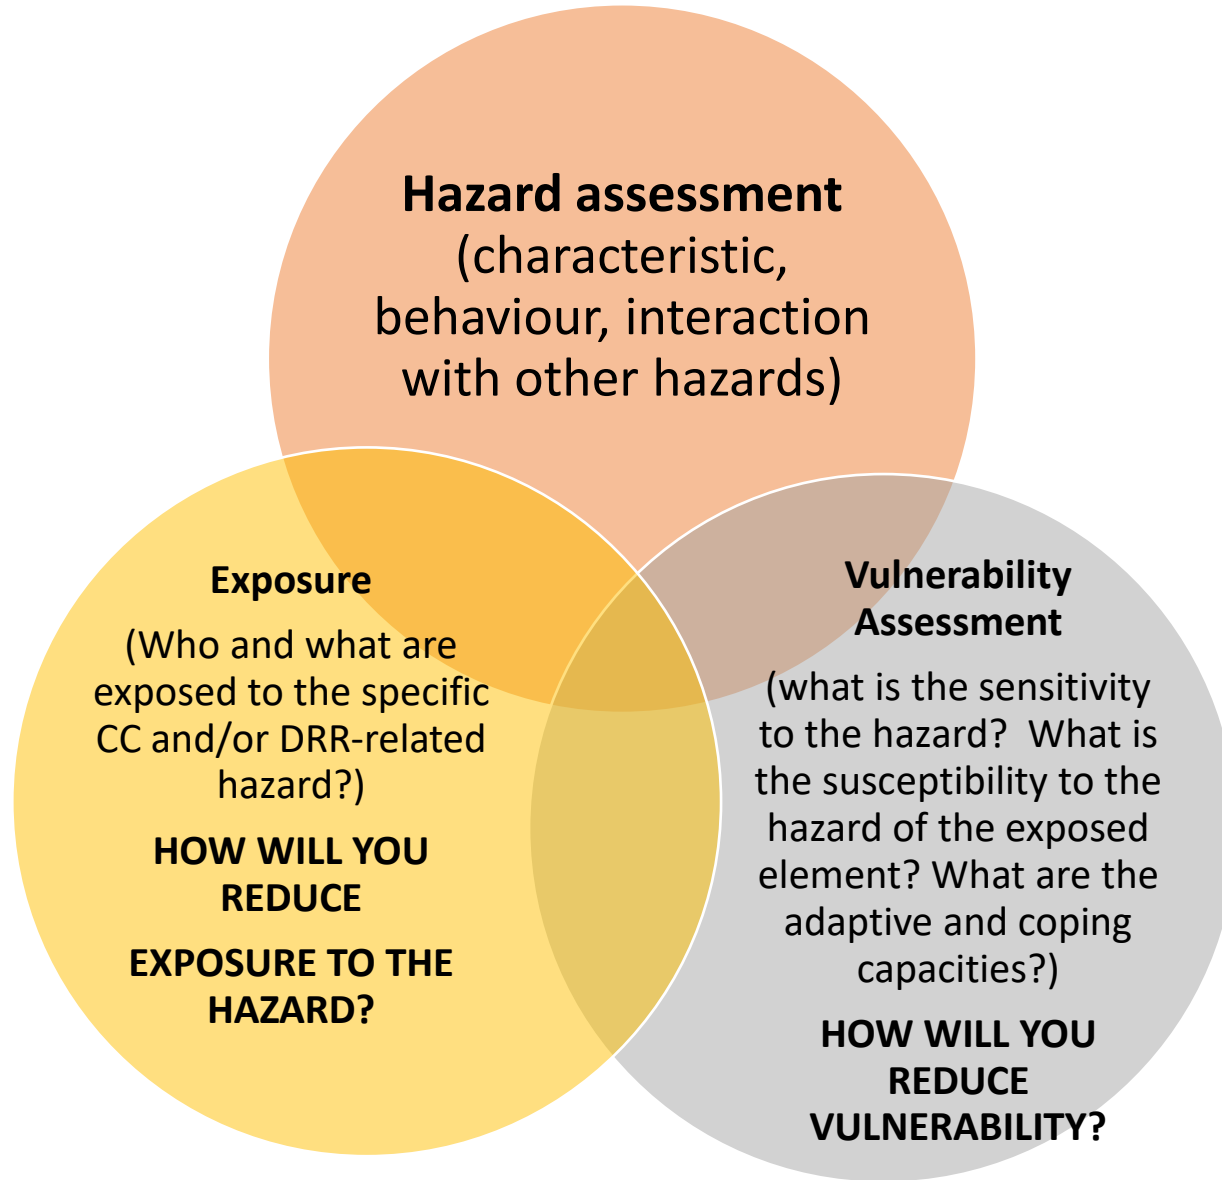 Hazard assessment
(characteristic,
behaviour, interaction
with other hazards)
Exposure
(Who and what are
exposed to the specific
CC and/or DRR-related
hazard?)
HOW WILL YOU
REDUCE
EXPOSURE TO THE
HAZARD?
Vulnerability
Assessment
(what is the sensitivity
to the hazard?  What is
the susceptibility to the
hazard of the exposed
element? What are the
adaptive and coping
capacities?)
HOW WILL YOU
REDUCE
VULNERABILITY?